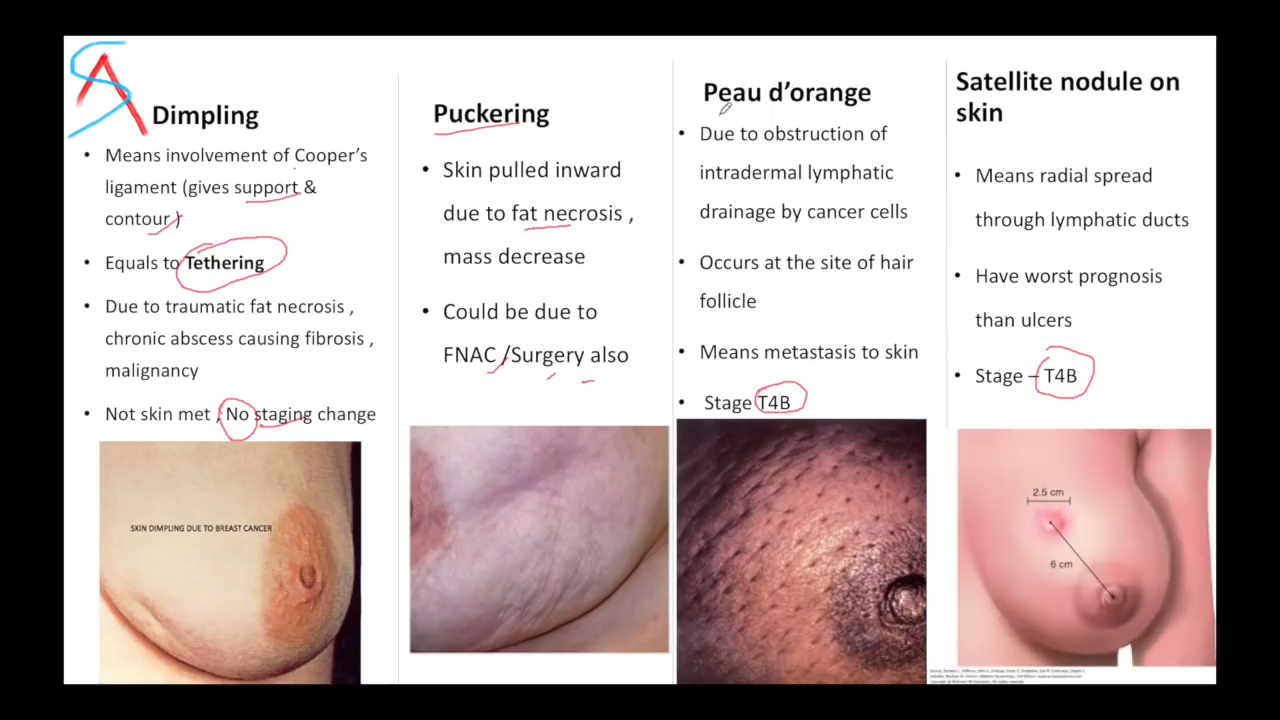 SA
Dimpling
• Means involvement of Cooper's
ligament (gives support &
contour )
• Equals to Tethering
• Due to traumatic fat necrosis ,
chronic abscess causing fibrosis ,
malignancy
• Not skin met , No staging change
SKIN DIMPLING DUE TO BREAST CANCER
Puckering
• Skin pulled inward
due to fat necrosis ,
mass decrease
• Could be due to
FNAC /Surgery also
Peau d'orange
• Due to obstruction of
intradermal lymphatic
drainage by cancer cells
• Occurs at the site of hair
follicle
• Means metastasis to skin
• Stage T4B
Satellite nodule on
skin
• Means radial spread
through lymphatic ducts
• Have worst prognosis
than ulcers
• Stage – T4B
2.5 cm
6 cm